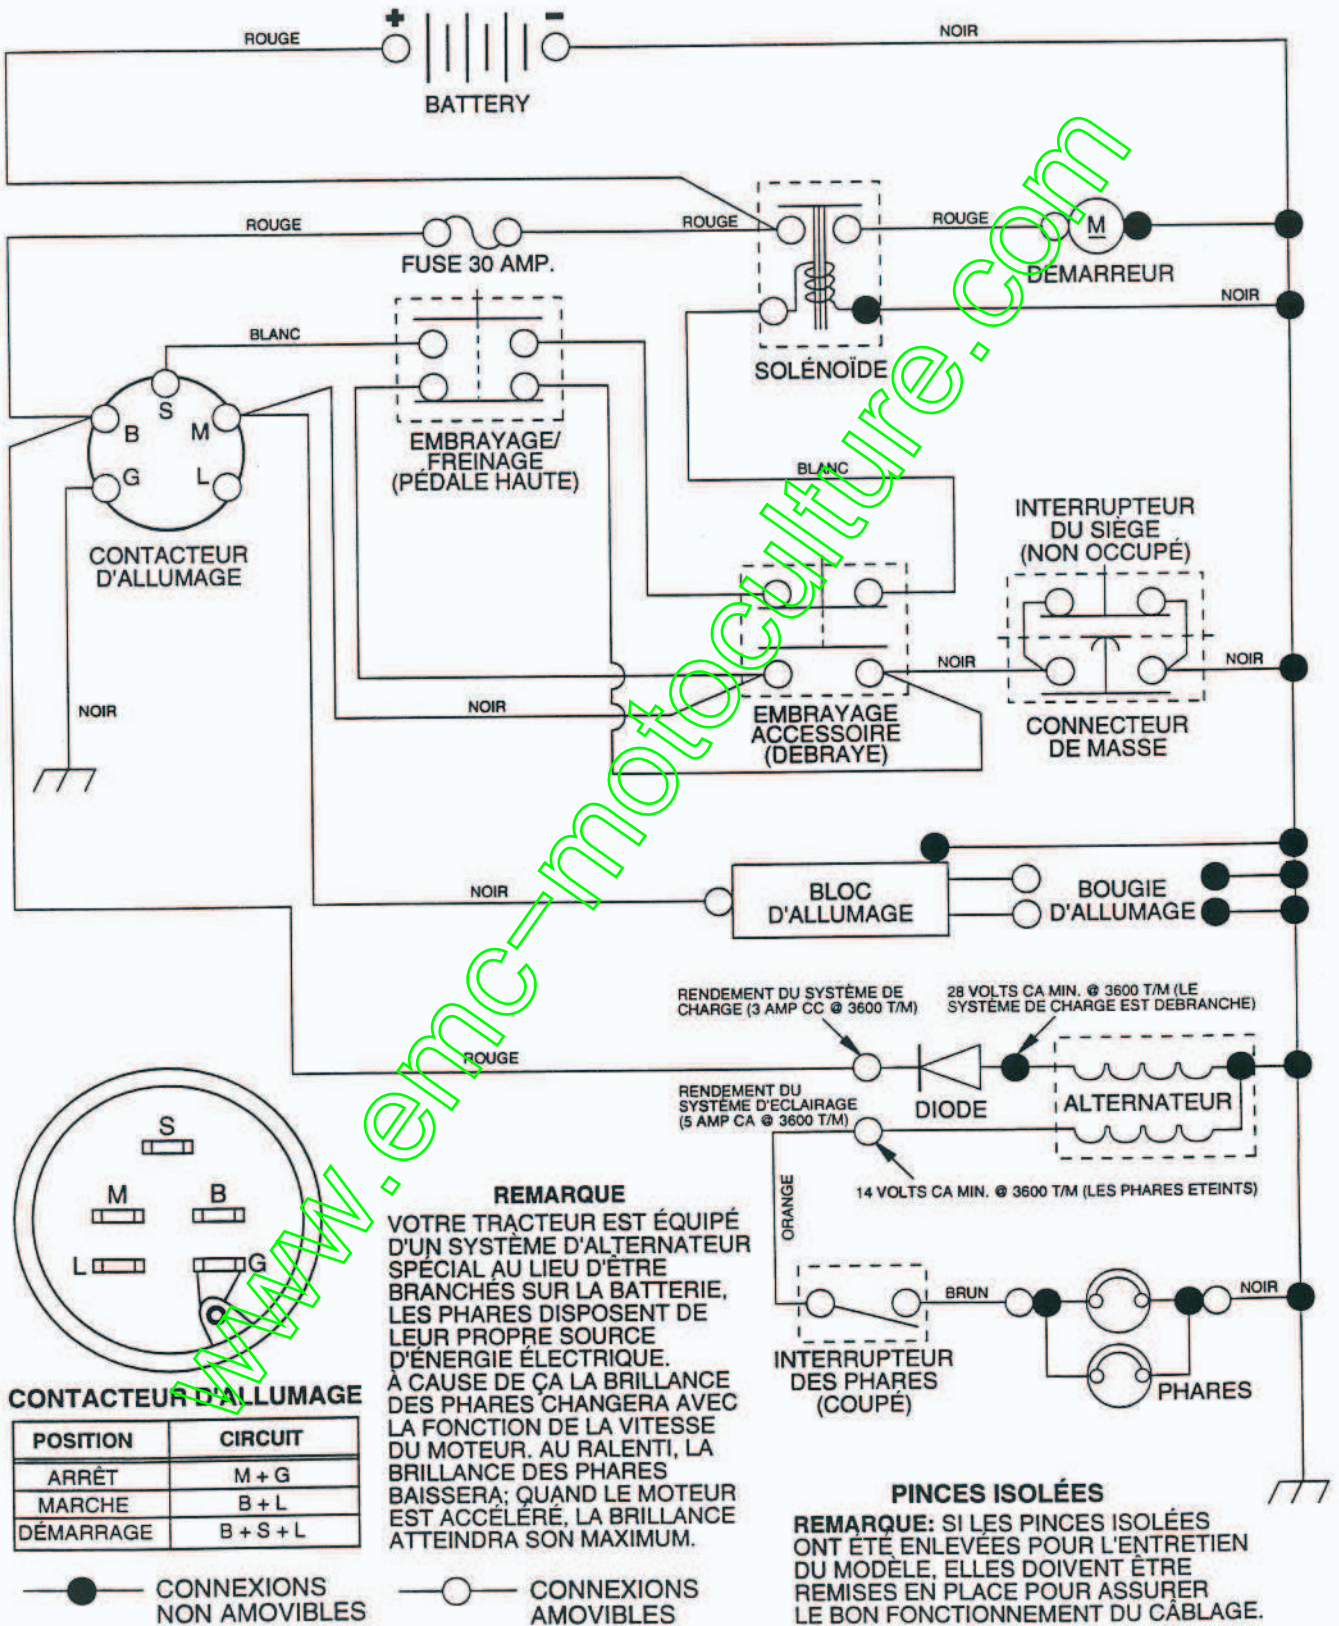 + -
ROUGE
NOIR
BATTERY
ROUGE
ROUGE
ROUGE
M
FUSE 30 AMP.
DÉMARREUR
NOIR
BLANC
SOLÉNOÏDE
S
B
M
G
L
EMBRAYAGE/
FREINAGE
(PÉDALE HAUTE)
BLANC
CONTACTEUR
D'ALLUMAGE
INTERRUPTEUR
DU SIÈGE
(NON OCCUPÉ)
NOIR
NOIR
NOIR
NOIR
EMBRAYAGE
ACCESSOIRE
(DEBRAYE)
CONNECTEUR
DE MASSE
NOIR
BLOC
D'ALLUMAGE
BOUGIE
D'ALLUMAGE
RENDEMENT DU SYSTÈME DE
CHARGE (3 AMP CC @ 3600 T/M)
28 VOLTS CA MIN. @ 3600 T/M (LE
SYSTÈME DE CHARGE EST DEBRANCHE)
ROUGE
RENDEMENT DU
SYSTÈME D'ECLAIRAGE
(5 AMP CA @ 3600 T/M)
DIODE
ALTERNATEUR
14 VOLTS CA MIN. @ 3600 T/M (LES PHARES ETEINTS)
ORANGE
S
M B
L G
REMARQUE
VOTRE TRACTEUR EST ÉQUIPÉ
D'UN SYSTÈME D'ALTERNATEUR
SPÉCIAL AU LIEU D'ÊTRE
BRANCHÉS SUR LA BATTERIE,
LES PHARES DISPOSENT DE
LEUR PROPRE SOURCE
D'ÉNERGIE ÉLECTRIQUE.
À CAUSE DE ÇA LA BRILLANCE
DES PHARES CHANGERA AVEC
LA FONCTION DE LA VITESSE
DU MOTEUR. AU RALENTI, LA
BRILLANCE DES PHARES
BAISSERA; QUAND LE MOTEUR
EST ACCÉLÉRÉ, LA BRILLANCE
ATTEINDRA SON MAXIMUM.
BRUN
NOIR
INTERRUPTEUR
DES PHARES
(COUPÉ)
PHARES
CONTACTEUR D'ALLUMAGE
POSITION CIRCUIT
ARRÊT M + G
MARCHE B + L
DÉMARRAGE B + S + L
CONNEXIONS
NON AMOVIBLES
CONNEXIONS
AMOVIBLES
PINCES ISOLÉES
REMARQUE: SI LES PINCES ISOLÉES
ONT ÉTÉ ENLEVÉES POUR L'ENTRETIEN
DU MODÈLE, ELLES DOIVENT ÊTRE
REMISES EN PLACE POUR ASSURER
LE BON FONCTIONNEMENT DU CÂBLAGE.
www.emc-motoculture.com